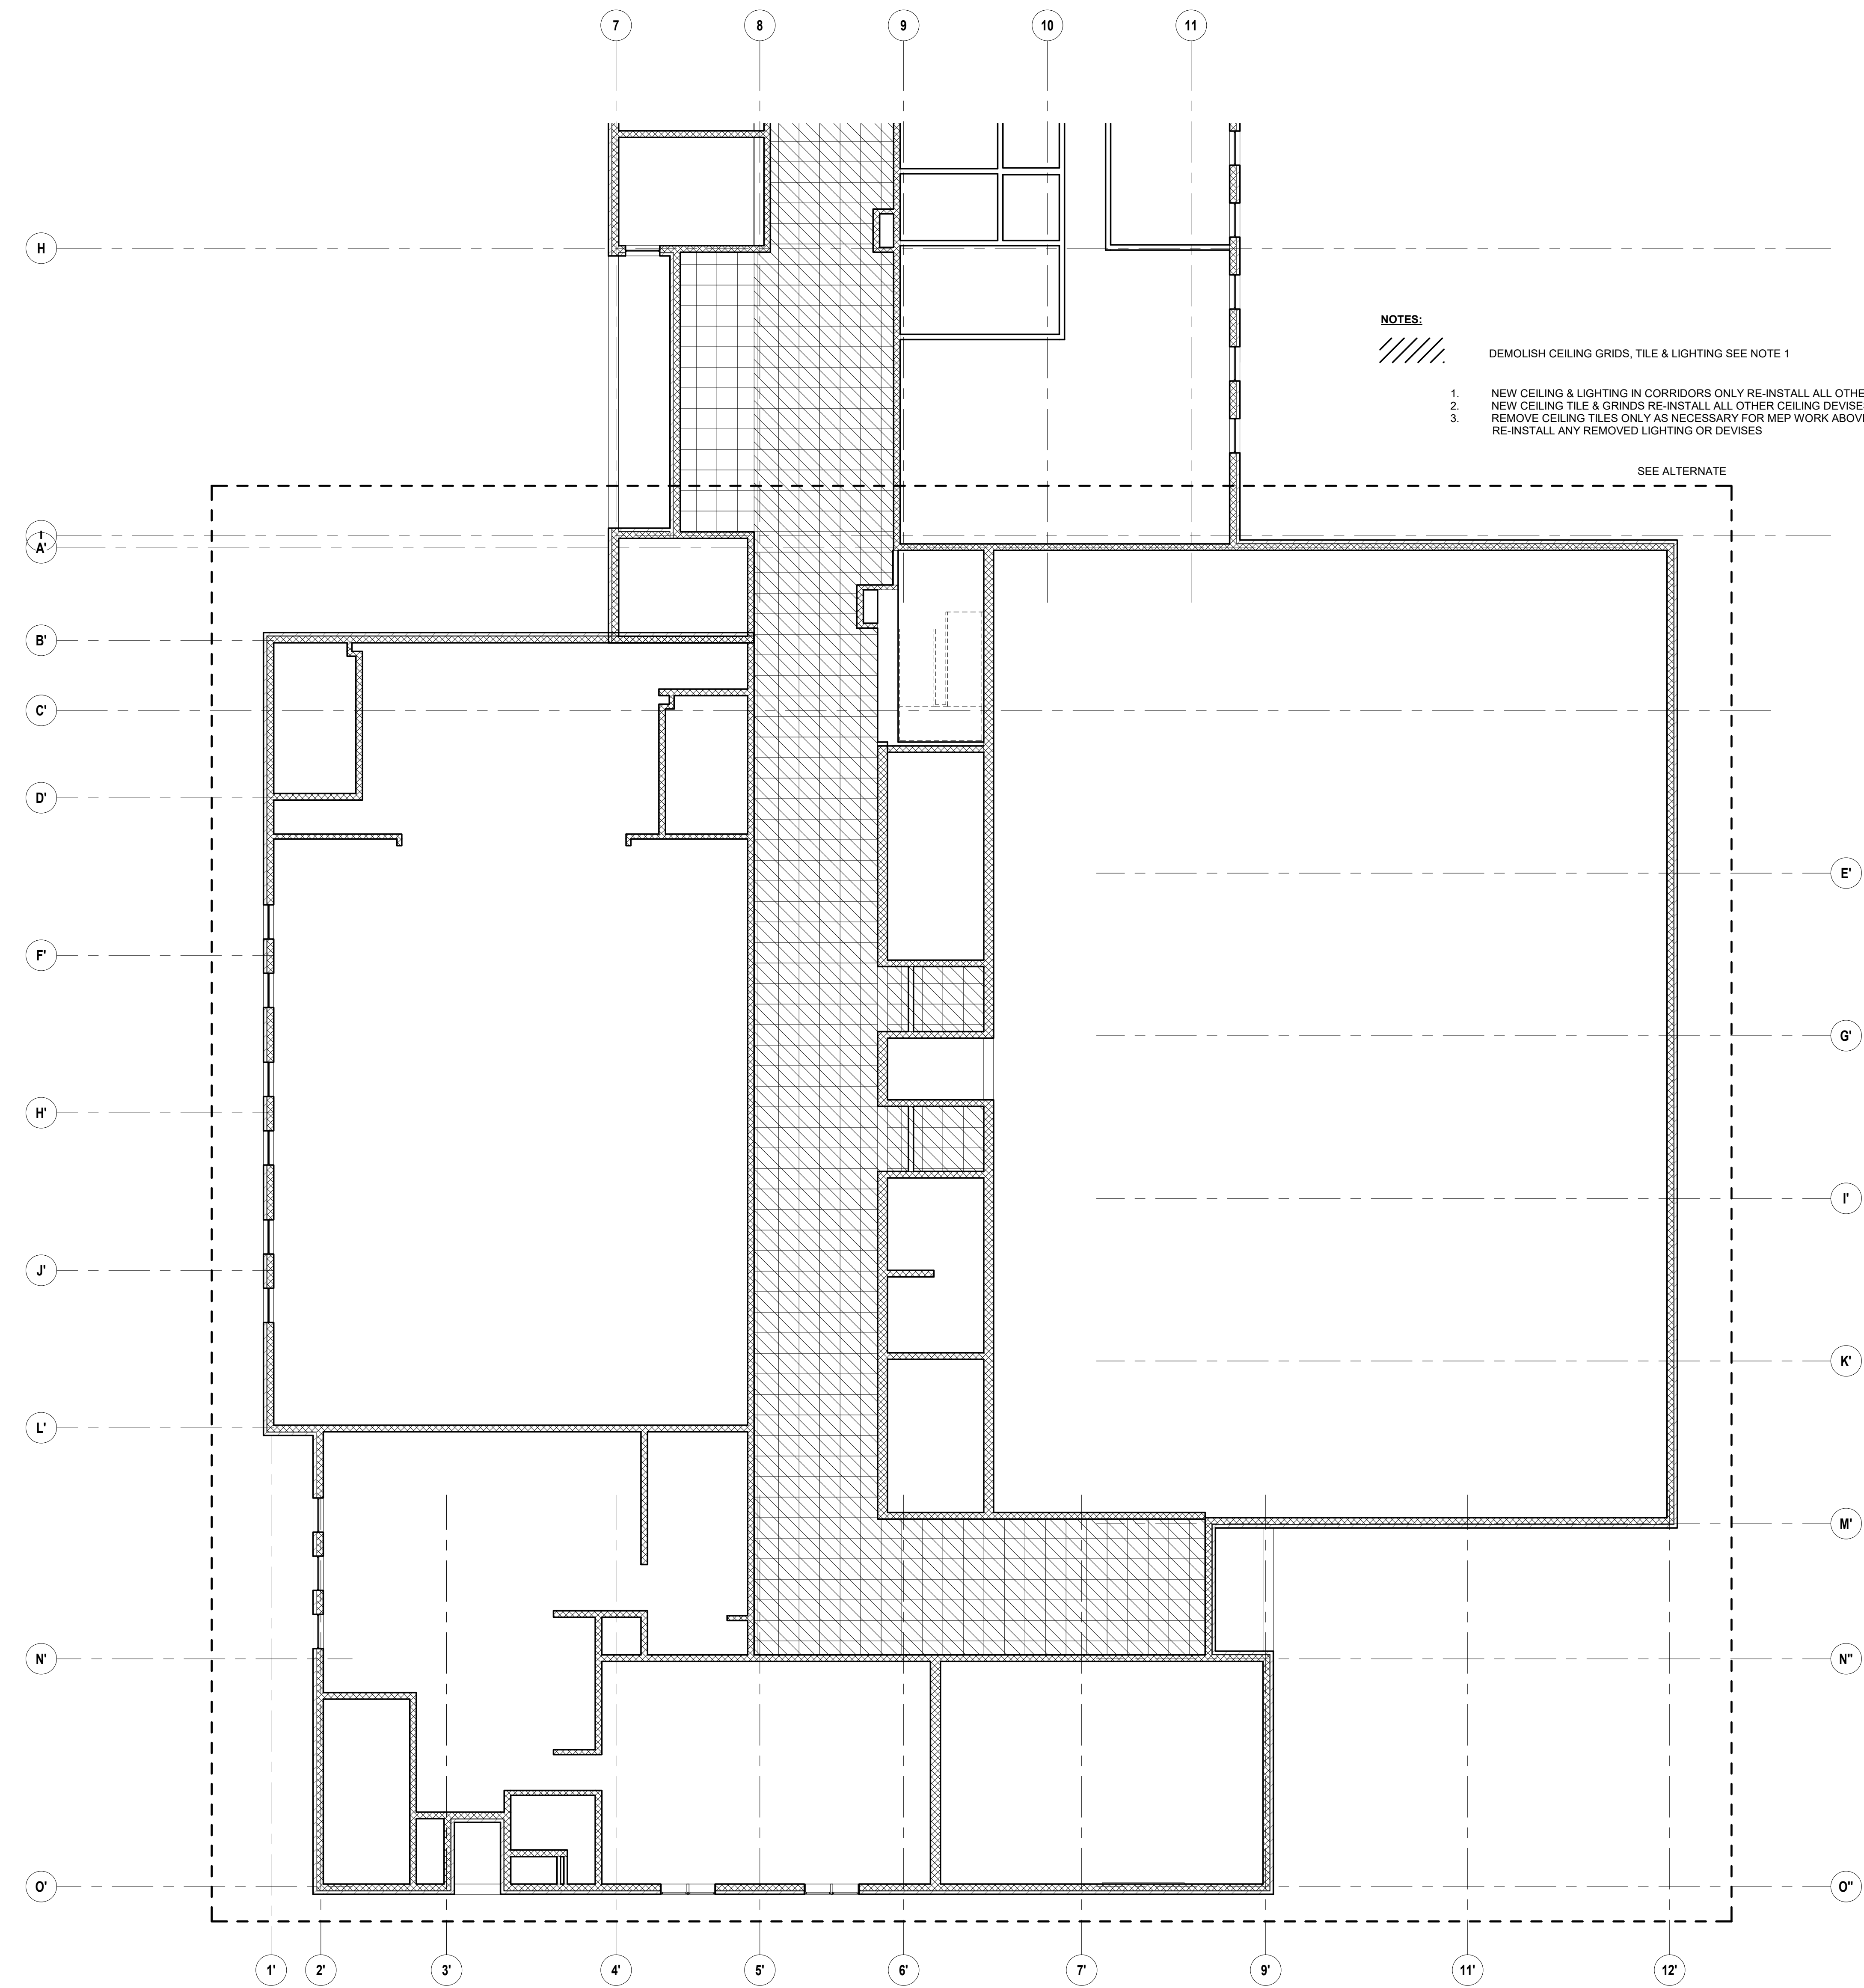 7 8 9 10 11
H
NOTES:
DEMOLISH CEILING GRIDS, TILE & LIGHTING SEE NOTE 1
1. NEW CEILING & LIGHTING IN CORRIDORS ONLY RE-INSTALL ALL OTHE
2. NEW CEILING TILE & GRINDS RE-INSTALL ALL OTHER CEILING DEVISE
3. REMOVE CEILING TILES ONLY AS NECESSARY FOR MEP WORK ABOV
RE-INSTALL ANY REMOVED LIGHTING OR DEVISES
SEE ALTERNATE
I
A'
B'
C'
D'
E'
F'
G'
H'
I'
J'
K'
L'
M'
N' N"
O' O"
1' 2' 3' 4' 5' 6' 7' 9' 11' 12'